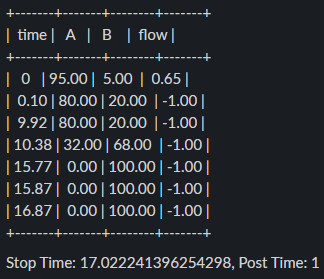 +-------+-------+-------+-------+
| time | A | B | flow |
+-------+-------+-------+-------+
| 0 | 95.00 | 5.00 | 0.65 |
| 0.10 | 80.00 | 20.00 | -1.00 |
| 9.92 | 80.00 | 20.00 | -1.00 |
| 10.38 | 32.00 | 68.00 | -1.00 |
| 15.77 | 0.00 | 100.00 | -1.00 |
| 15.87 | 0.00 | 100.00 | -1.00 |
| 16.87 | 0.00 | 100.00 | -1.00 |
+-------+-------+-------+-------+
Stop Time: 17.022241396254298, Post Time: 1